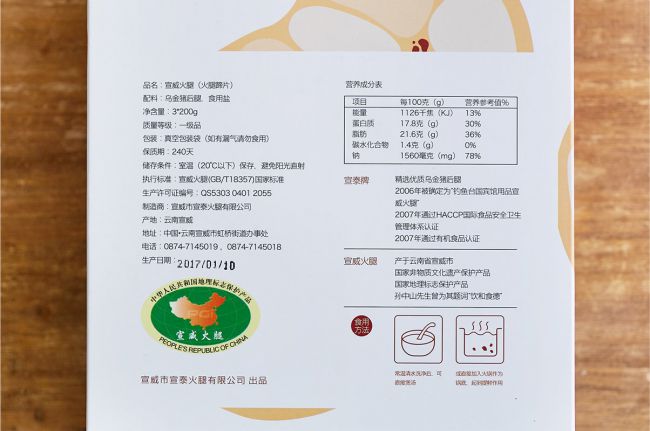 品名：宣威火腿（火腿蹄片）
配料：乌金猪后腿，食用盐
净含量：3*200g
质量等级：一级品
包装：真空包装袋（如有漏气请勿食用）
保质期：240天
储存条件：室温（20℃以下）保存，避免阳光直射
执行标准：宣威火腿(GB/T18357)国家标准
生产许可证编号：QS5303 0401 2055
制造商：宣威市宣泰火腿有限公司
产地：云南宣威
地址：中国•云南宣威市虹桥街道办事处
电话：0874-7145019 、0874-7145018
生产日期： 2017/01/10
中华人民共和国地理标志保护产品
PGI
宣威火腿
PEOPLE'S REPUBLIC OF CHINA
宣威市宣泰火腿有限公司 出品
营养成分表
项目 每100克（g） 营养参考值%
能量 1126千焦（KJ） 13%
蛋白质 17.8克（g） 30%
脂肪 21.6克（g） 36%
碳水化合物 1.4克（g） 0%
钠 1560毫克（mg） 78%
宣泰牌 精选优质乌金猪后腿
2006年被确定为“钓鱼台国宾馆用品宣
威火腿”
2007年通过HACCP国际食品安全卫生
管理体系认证
2007年通过有机食品认证
宣威火腿 产于云南省宣威市
国家非物质文化遗产保护产品
国家地理标志保护产品
孙中山先生曾为其题词“饮和食德”
食用
方法
常温清水洗净后，可
直接煲汤
或直接加入火锅作为
锅底，起到提鲜作用